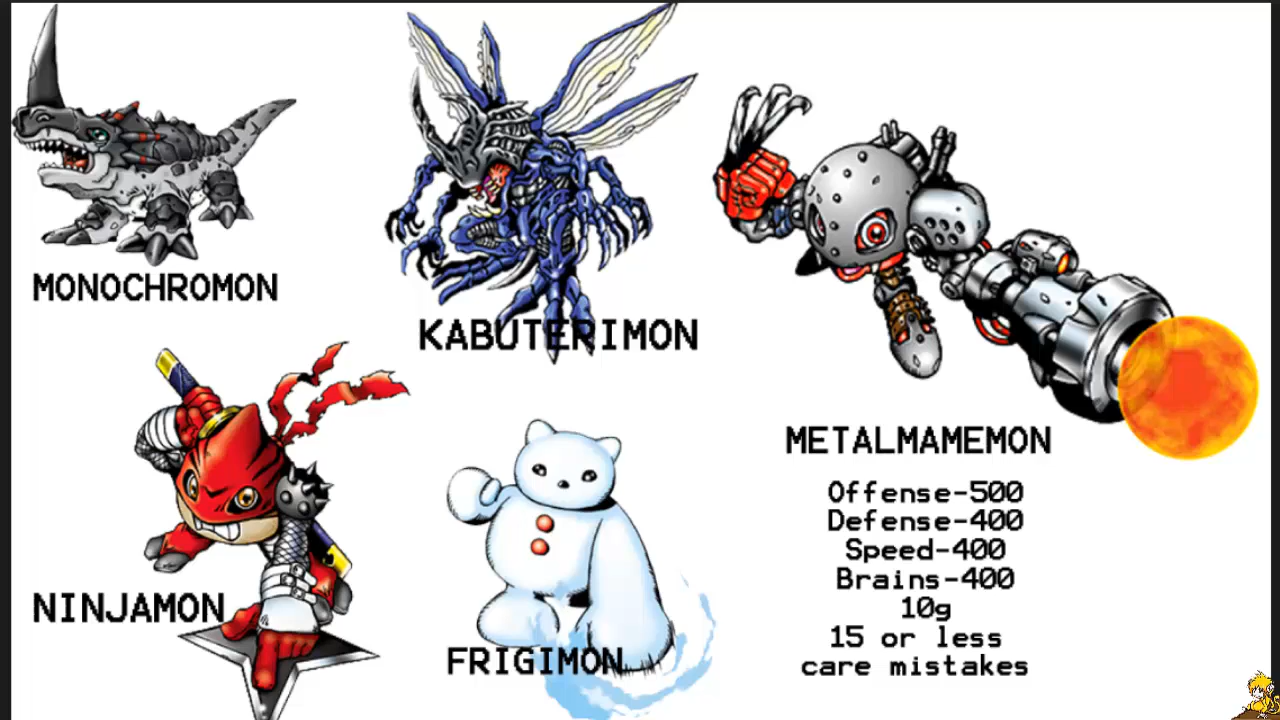 MONOCHROMON
KABUTERIMON
METALMAMEMON
NINJAMON
FRIGIMON
Offense-500
Defense-400
Speed-400
Brains-400
10g
15 or less
care mistakes